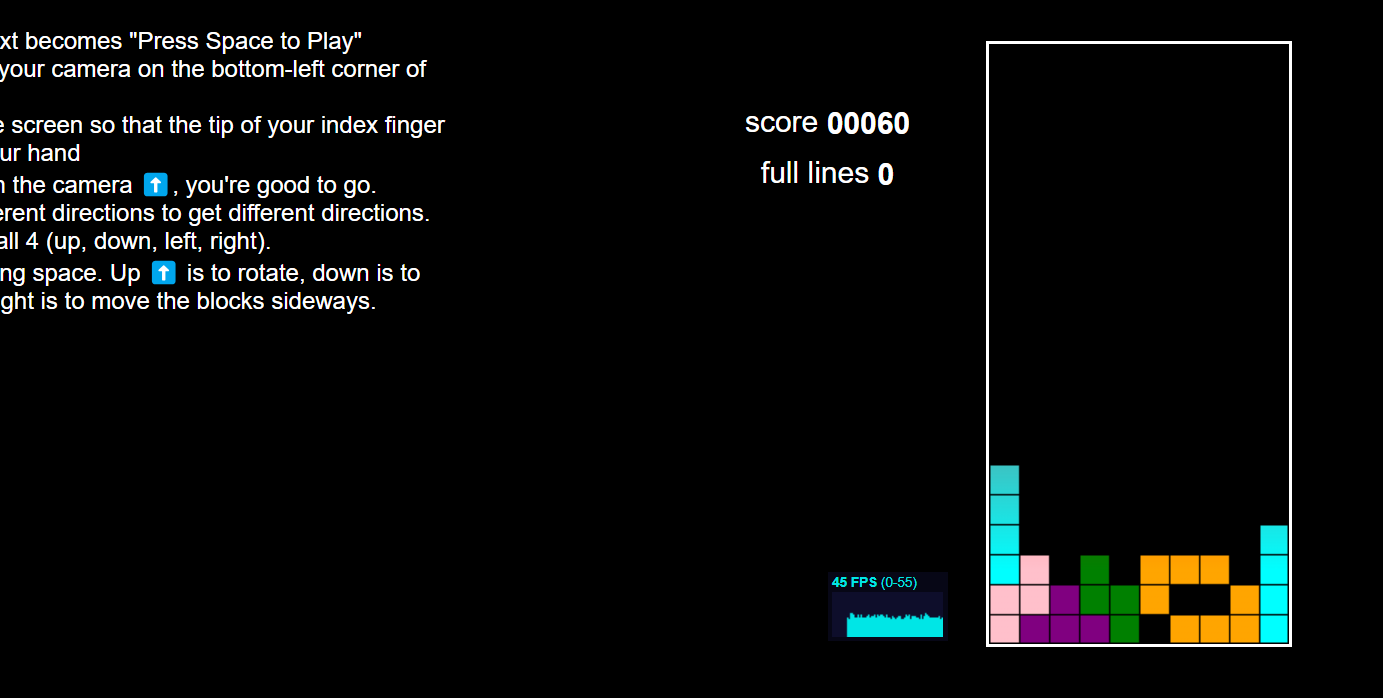 xt becomes "Press Space to Play"
your camera on the bottom-left corner of
e screen so that the tip of your index finger
ur hand
n the camera ⬆, you're good to go.
erent directions to get different directions.
all 4 (up, down, left, right).
ng space. Up ⬆ is to rotate, down is to
ght is to move the blocks sideways.
score 00060
full lines 0
45 FPS (0-55)